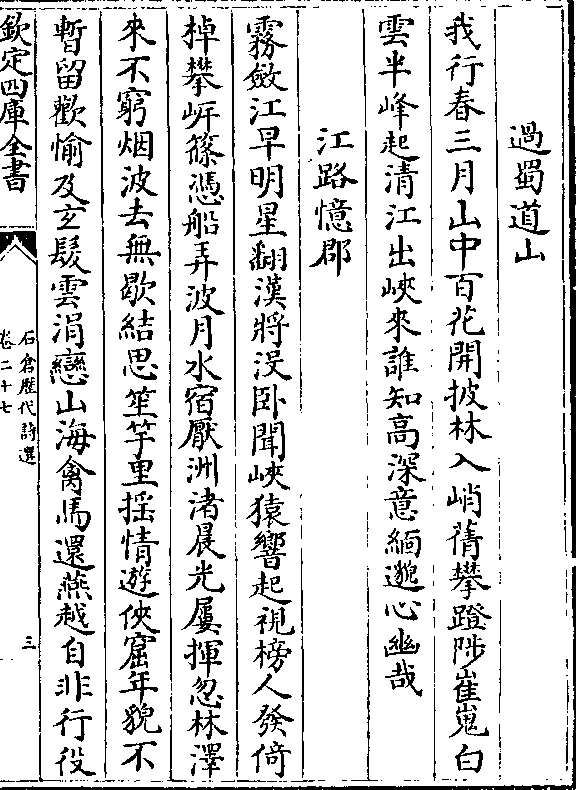 過蜀道山
我行春三月山中百花開披林入峭蒨攀蹬陟崔嵬白
雲半峰起清江出峽來誰知高深意緬邈心幽哉
江路憶郡
霧斂江早明星翻漢將沒卧聞峽猿響起視榜人發倚
棹攀㟁篠憑船弄波月水宿厭洲渚晨光屢揮忽林澤
來不窮烟波去無歇結思笙竽里揺情遊俠窟年貌不
暫留歡愉及玄髮雲涓戀山海禽馬還燕越自非行役
欽定四庫全書
石倉歴代詩選
卷二十七
三